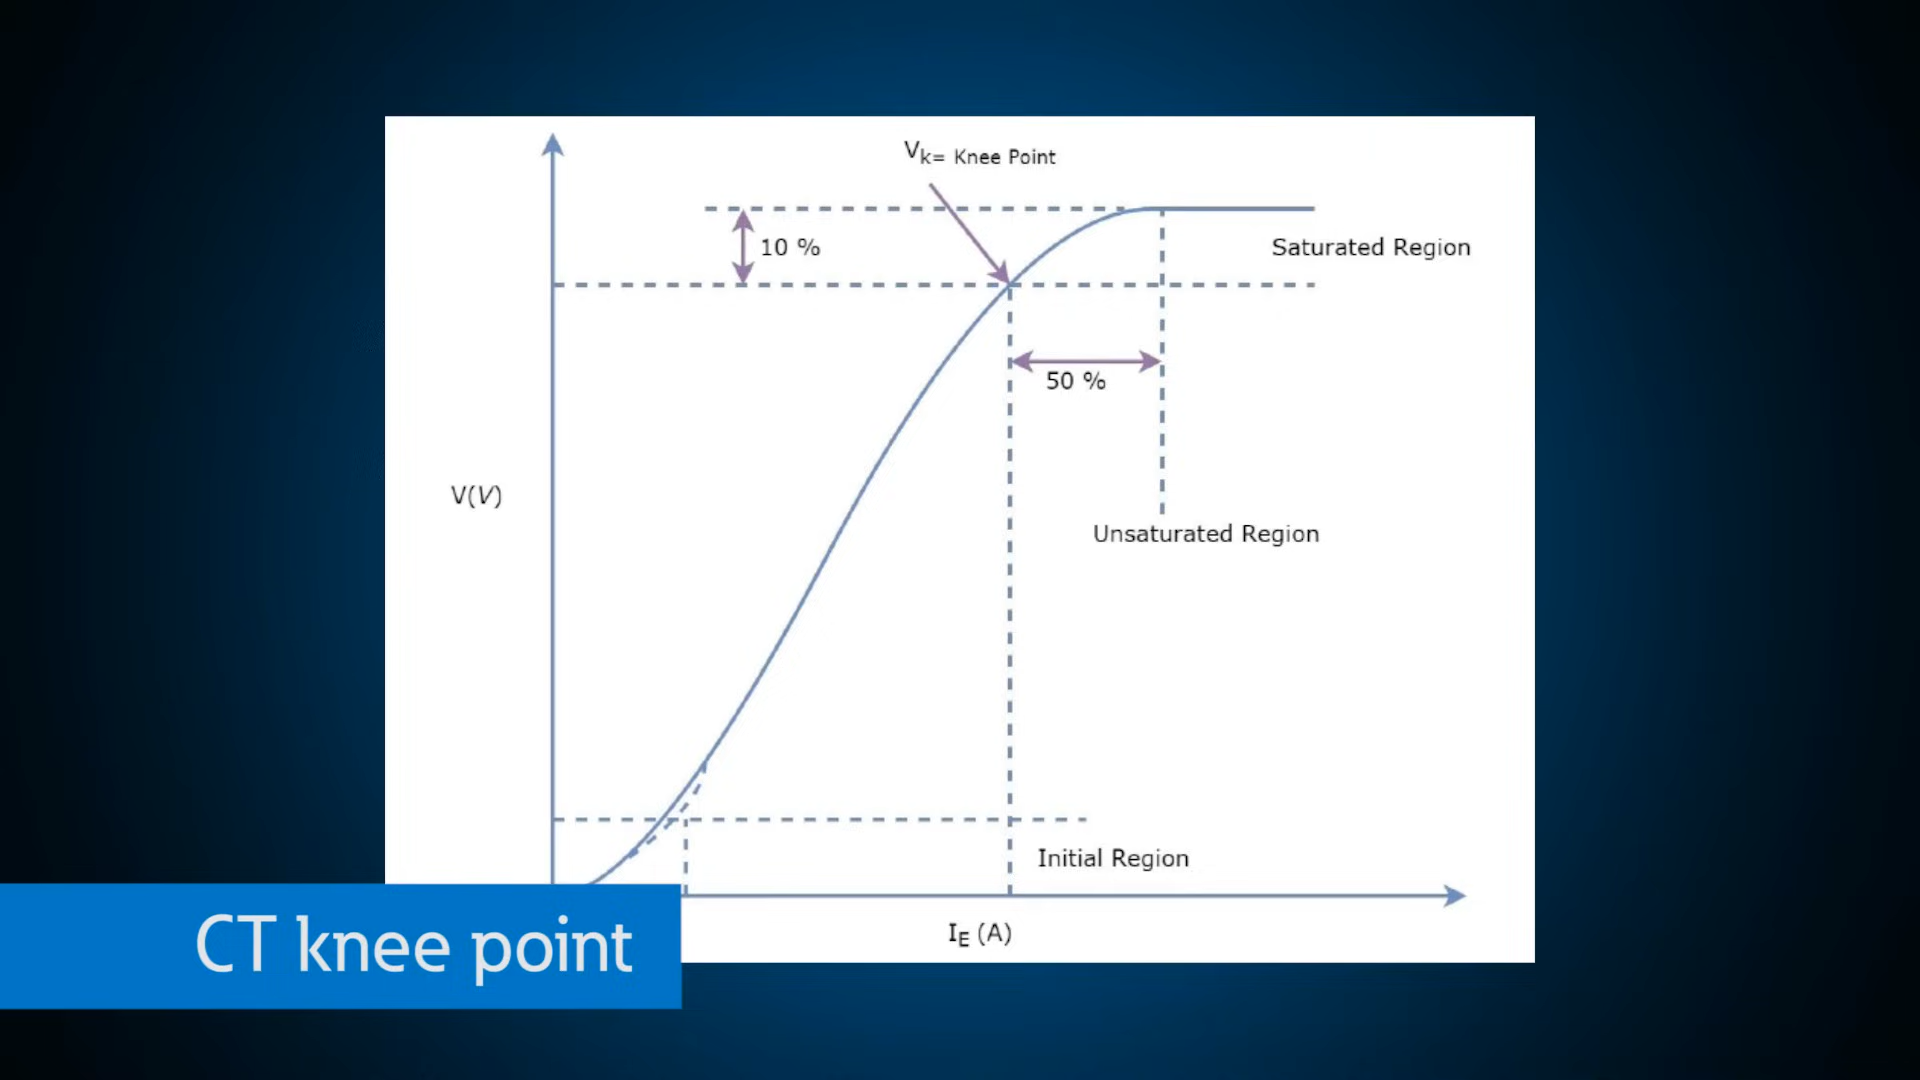 Vk= Knee Point
10 %
Saturated Region
50 %
V(V)
Unsaturated Region
Initial Region
IE (A)
CT knee point